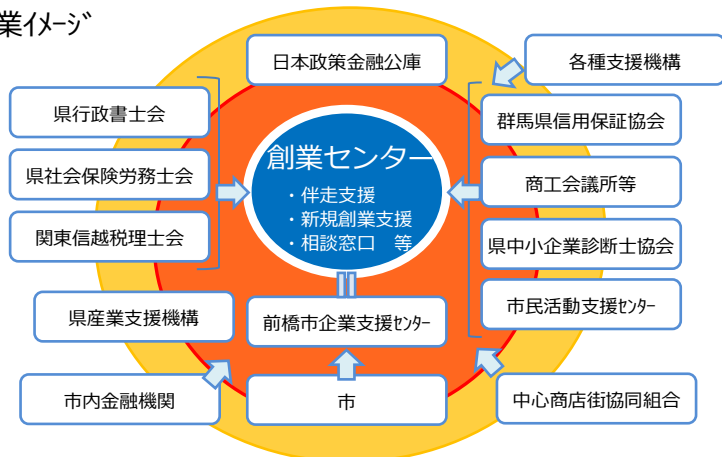 業ｲﾒｰｼﾞ
日本政策金融公庫
各種支援機構
県行政書士会
群馬県信用保証協会
創業センター
・伴走支援
・新規創業支援
・相談窓口　等
県社会保険労務士会
商工会議所等
関東信越税理士会
県中小企業診断士協会
県産業支援機構
前橋市企業支援ｾﾝﾀｰ
市民活動支援ｾﾝﾀｰ
市内金融機関
市
中心商店街協同組合